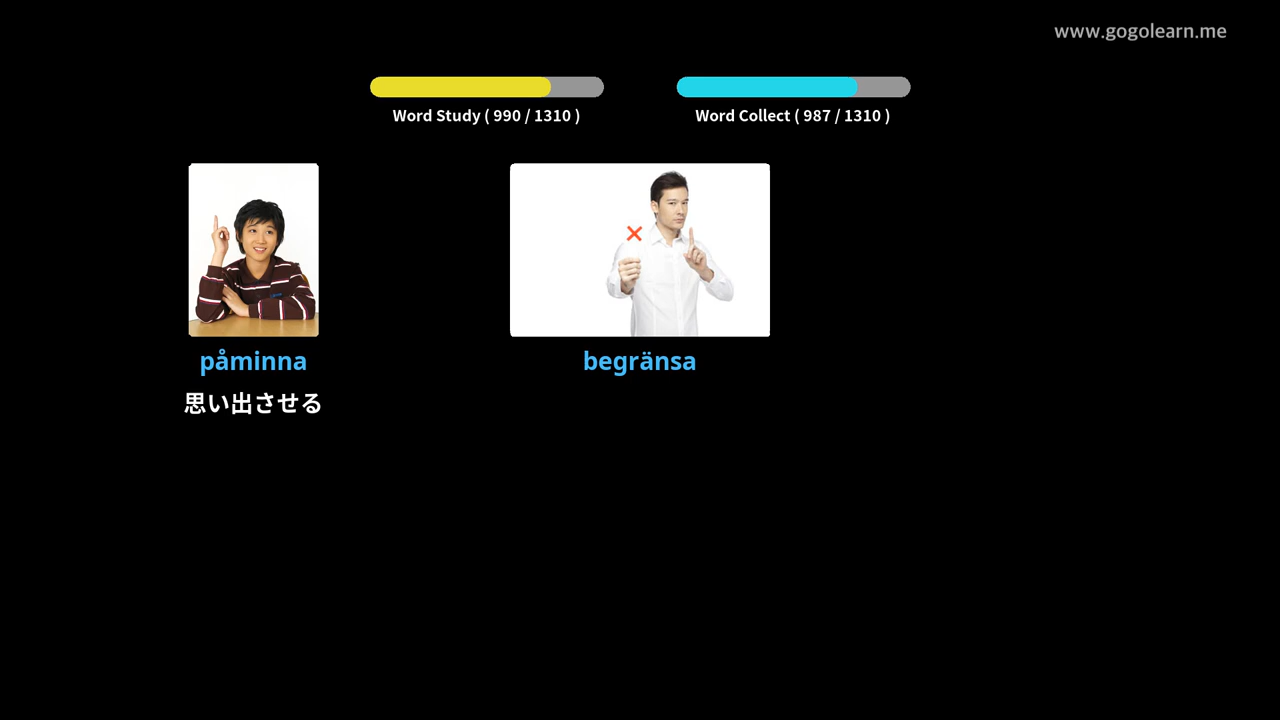 www.gogolearn.me
Word Study ( 990 / 1310 )
Word Collect ( 987 / 1310 )
påminna
begränsa
思い出させる